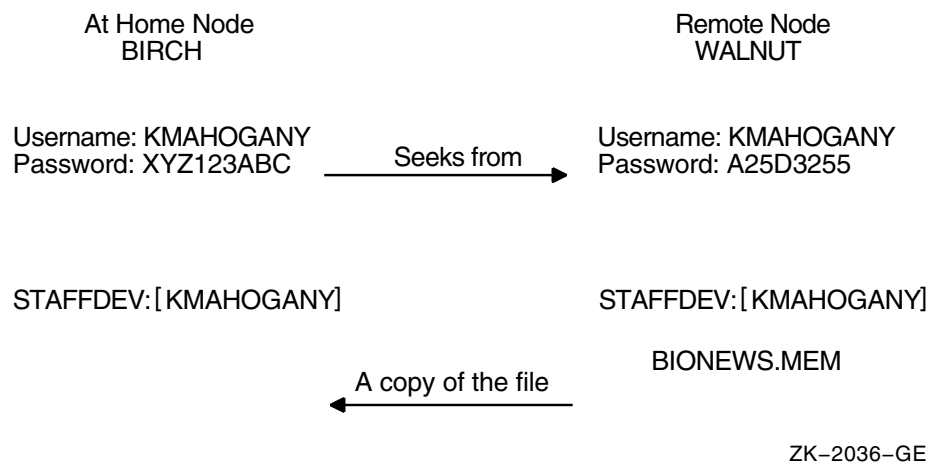 At Home Node
BIRCH
Remote Node
WALNUT
Username: KMAHOGANY
Password: XYZ123ABC
Seeks from
Username: KMAHOGANY
Password: A25D3255
STAFFDEV:[KMAHOGANY]
STAFFDEV:[KMAHOGANY]
BIONEWS.MEM
A copy of the file
ZK–2036–GE